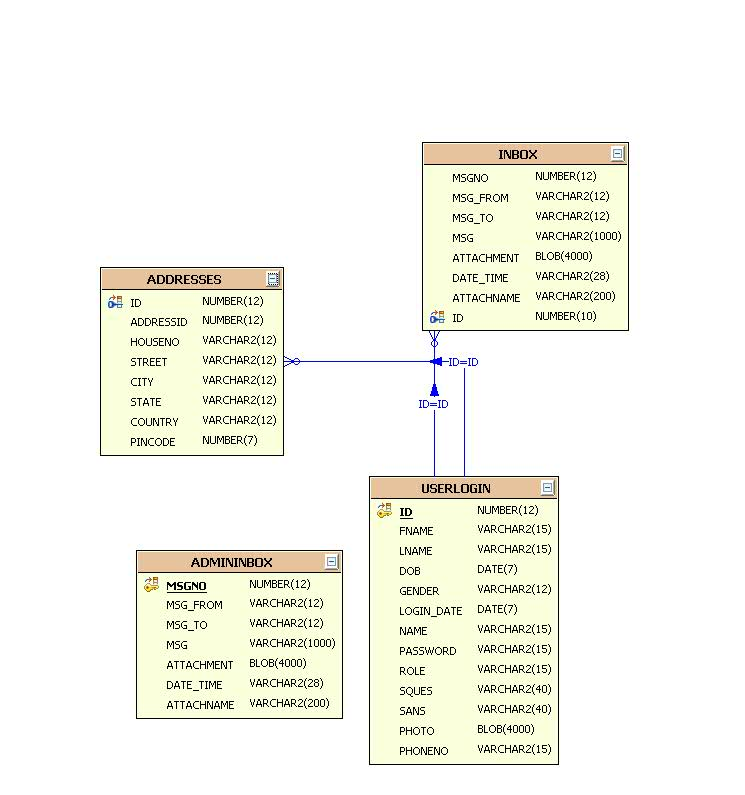 INBOX
MSGNO NUMBER(12)
MSG_FROM VARCHAR2(12)
MSG_TO VARCHAR2(12)
MSG VARCHAR2(1000)
ATTACHMENT BLOB(4000)
DATE_TIME VARCHAR2(28)
ATTACHNAME VARCHAR2(200)
ID NUMBER(10)
ADDRESSES
ID NUMBER(12)
ADDRESSID NUMBER(12)
HOUSENO VARCHAR2(12)
STREET VARCHAR2(12)
CITY VARCHAR2(12)
STATE VARCHAR2(12)
COUNTRY VARCHAR2(12)
PINCODE NUMBER(7)
ID=ID
ID=ID
USERLOGIN
ID NUMBER(12)
FNAME VARCHAR2(15)
LNAME VARCHAR2(15)
DOB DATE(7)
GENDER VARCHAR2(12)
LOGIN_DATE DATE(7)
NAME VARCHAR2(15)
PASSWORD VARCHAR2(15)
ROLE VARCHAR2(15)
SQUES VARCHAR2(40)
SANS VARCHAR2(40)
PHOTO BLOB(4000)
PHONENO VARCHAR2(15)
ADMININBOX
MSGNO NUMBER(12)
MSG_FROM VARCHAR2(12)
MSG_TO VARCHAR2(12)
MSG VARCHAR2(1000)
ATTACHMENT BLOB(4000)
DATE_TIME VARCHAR2(28)
ATTACHNAME VARCHAR2(200)